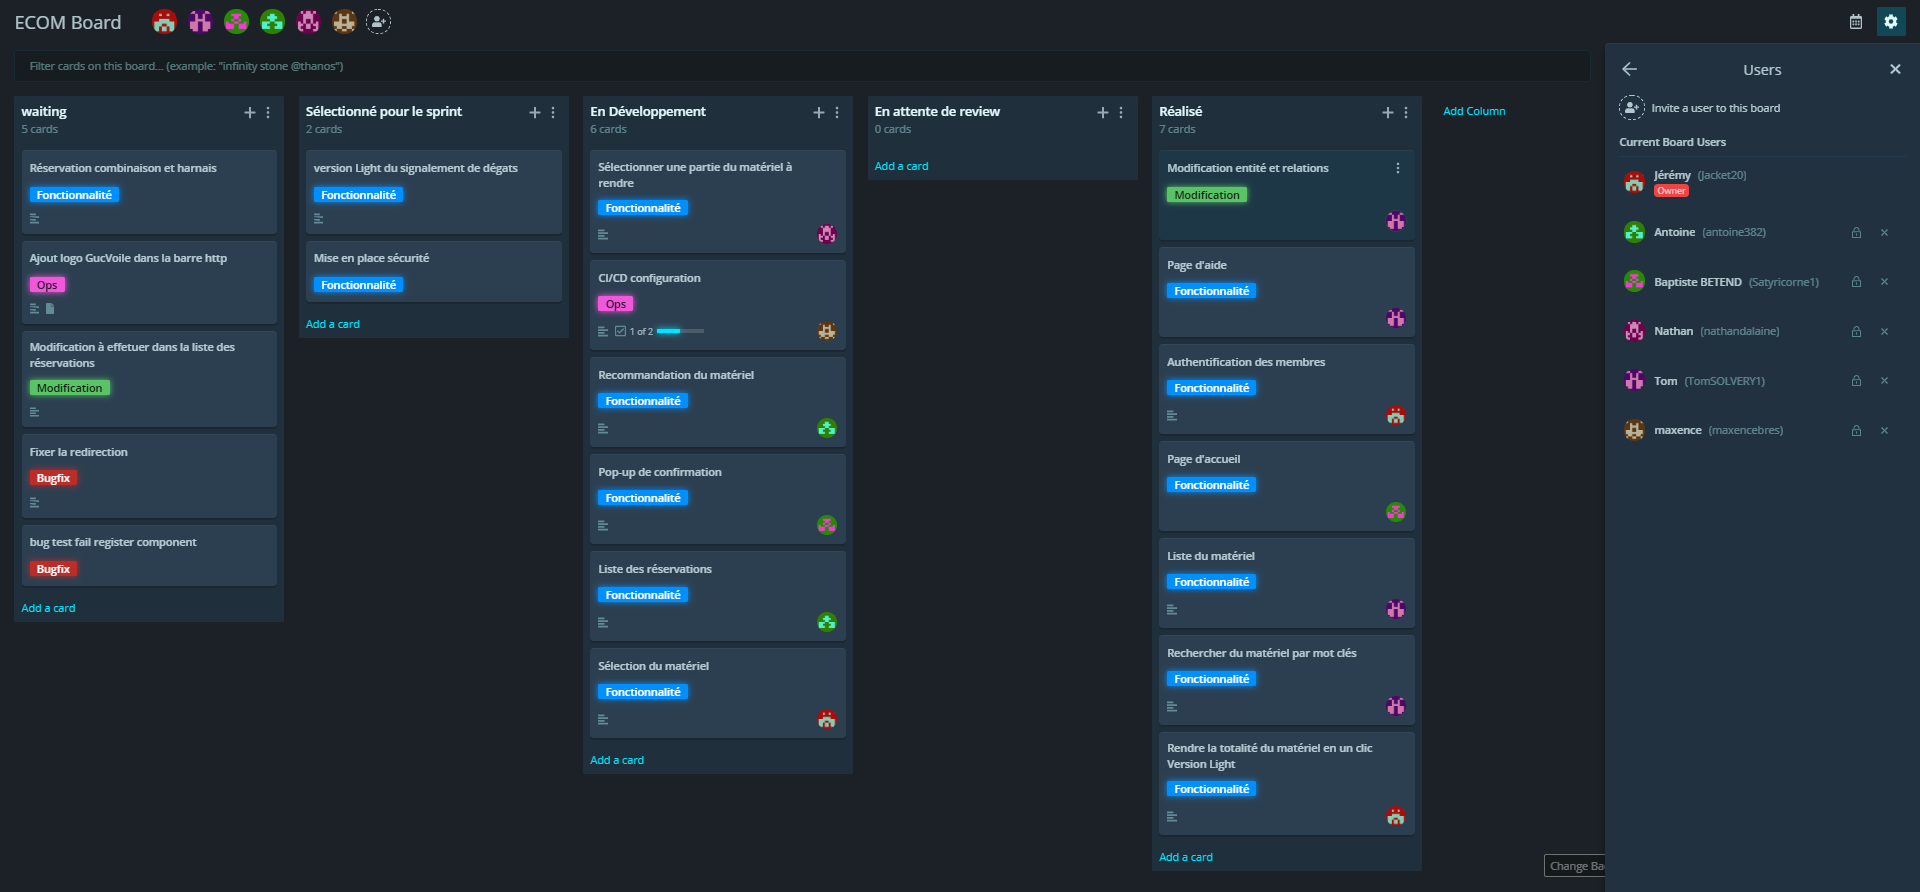 ECOM Board
Filter cards on this board... (example: "infinity stone @thanos")
waiting
5 cards
Réservation combinaison et harnais
Fonctionnalité
Ajout logo GucVoile dans la barre http
Ops
Modification à effetuer dans la liste des
réservations
Modification
Fixer la redirection
Bugfix
bug test fail register component
Bugfix
Add a card
Sélectionné pour le sprint
2 cards
version Light du signalement de dégats
Fonctionnalité
Mise en place sécurité
Fonctionnalité
Add a card
En Développement
6 cards
Sélectionner une partie du matériel à
rendre
Fonctionnalité
CI/CD configuration
Ops
1 of 2
Recommandation du matériel
Fonctionnalité
Pop-up de confirmation
Fonctionnalité
Liste des réservations
Fonctionnalité
Sélection du matériel
Fonctionnalité
Add a card
En attente de review
0 cards
Add a card
Réalisé
7 cards
Modification entité et relations
Modification
Page d'aide
Fonctionnalité
Authentification des membres
Fonctionnalité
Page d'accueil
Fonctionnalité
Liste du matériel
Fonctionnalité
Rechercher du matériel par mot clés
Fonctionnalité
Rendre la totalité du matériel en un clic
Version Light
Fonctionnalité
Add a card
Add Column
Change Ba
Users
Invite a user to this board
Current Board Users
Jérémy (Jacket20)
Owner
Antoine (antoine382)
Baptiste BETEND (Satyricorne1)
Nathan (nathandalaine)
Tom (TomSOLVERY1)
maxence (maxencebres)